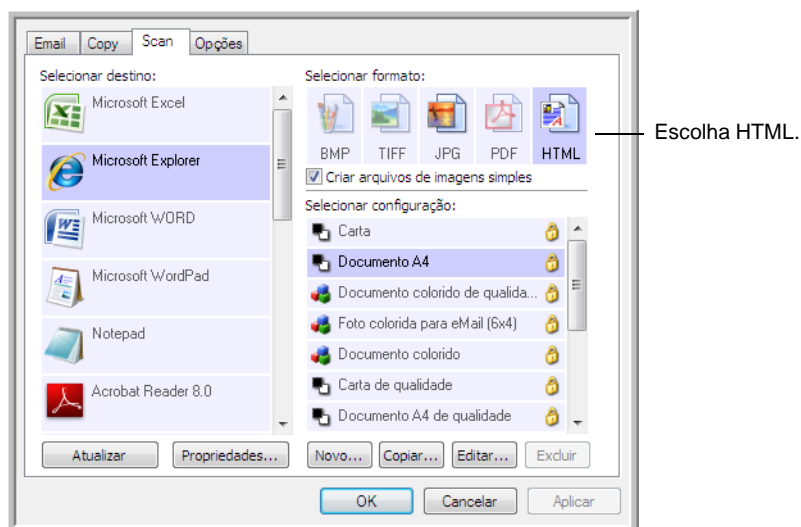 Email Copy Scan Opções
Selecionar destino:
Microsoft Excel
Microsoft Explorer
Microsoft WORD
Microsoft WordPad
Notepad
Acrobat Reader 8.0
Atualizar Propriedades...
Selecionar formato:
BMP TIFF JPG PDF HTML
Criar arquivos de imagens simples
Selecionar configuração:
Carta
Documento A4
Documento colorido de qualida...
Foto colorida para eMail (6x4)
Documento colorido
Carta de qualidade
Documento A4 de qualidade
Novo... Copiar... Editar... Excluir
OK Cancelar Aplicar
Escolha HTML.